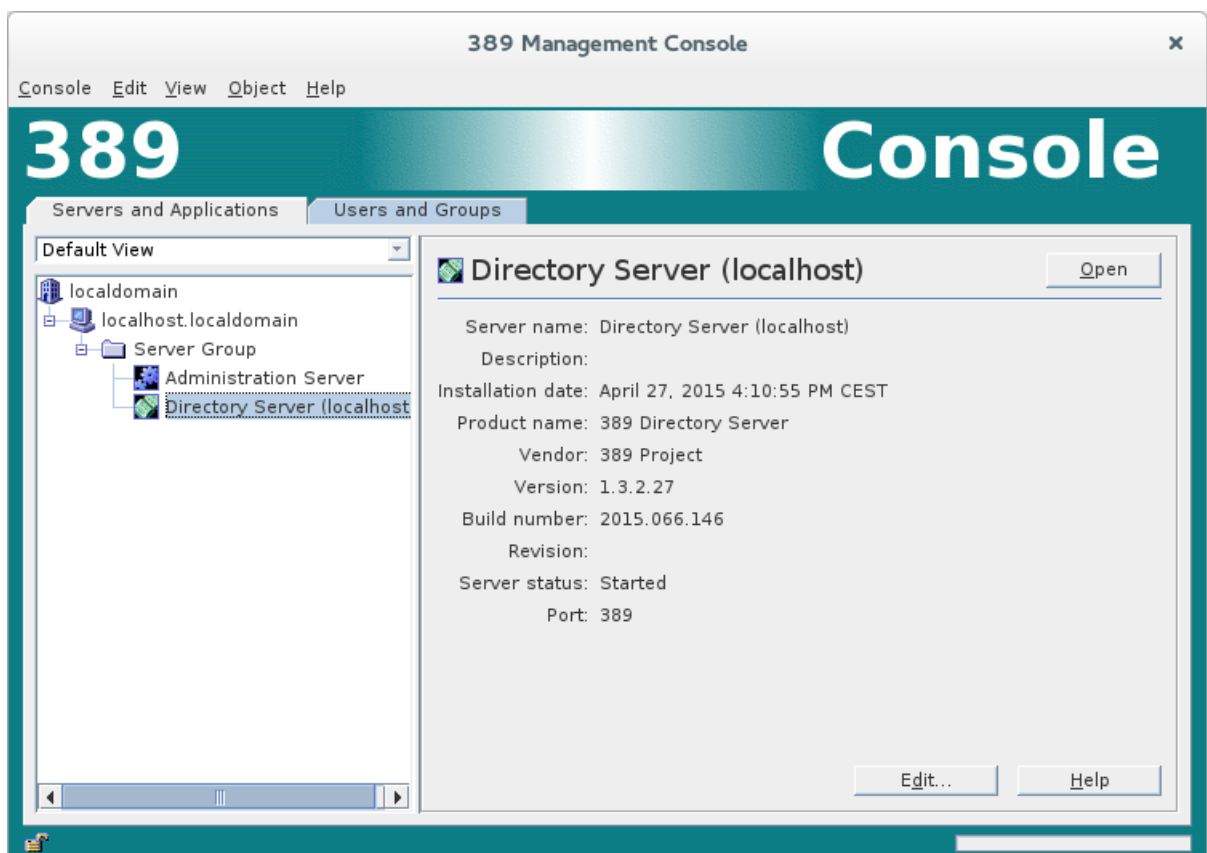 389 Management Console
Console Edit View Object Help
389 Console
Servers and Applications
Users and Groups
Default View
localdomain
localhost.localdomain
Server Group
Administration Server
Directory Server (localhost
Directory Server (localhost)
Open
Server name: Directory Server (localhost)
Description:
Installation date: April 27, 2015 4:10:55 PM CEST
Product name: 389 Directory Server
Vendor: 389 Project
Version: 1.3.2.27
Build number: 2015.066.146
Revision:
Server status: Started
Port: 389
Edit...
Help